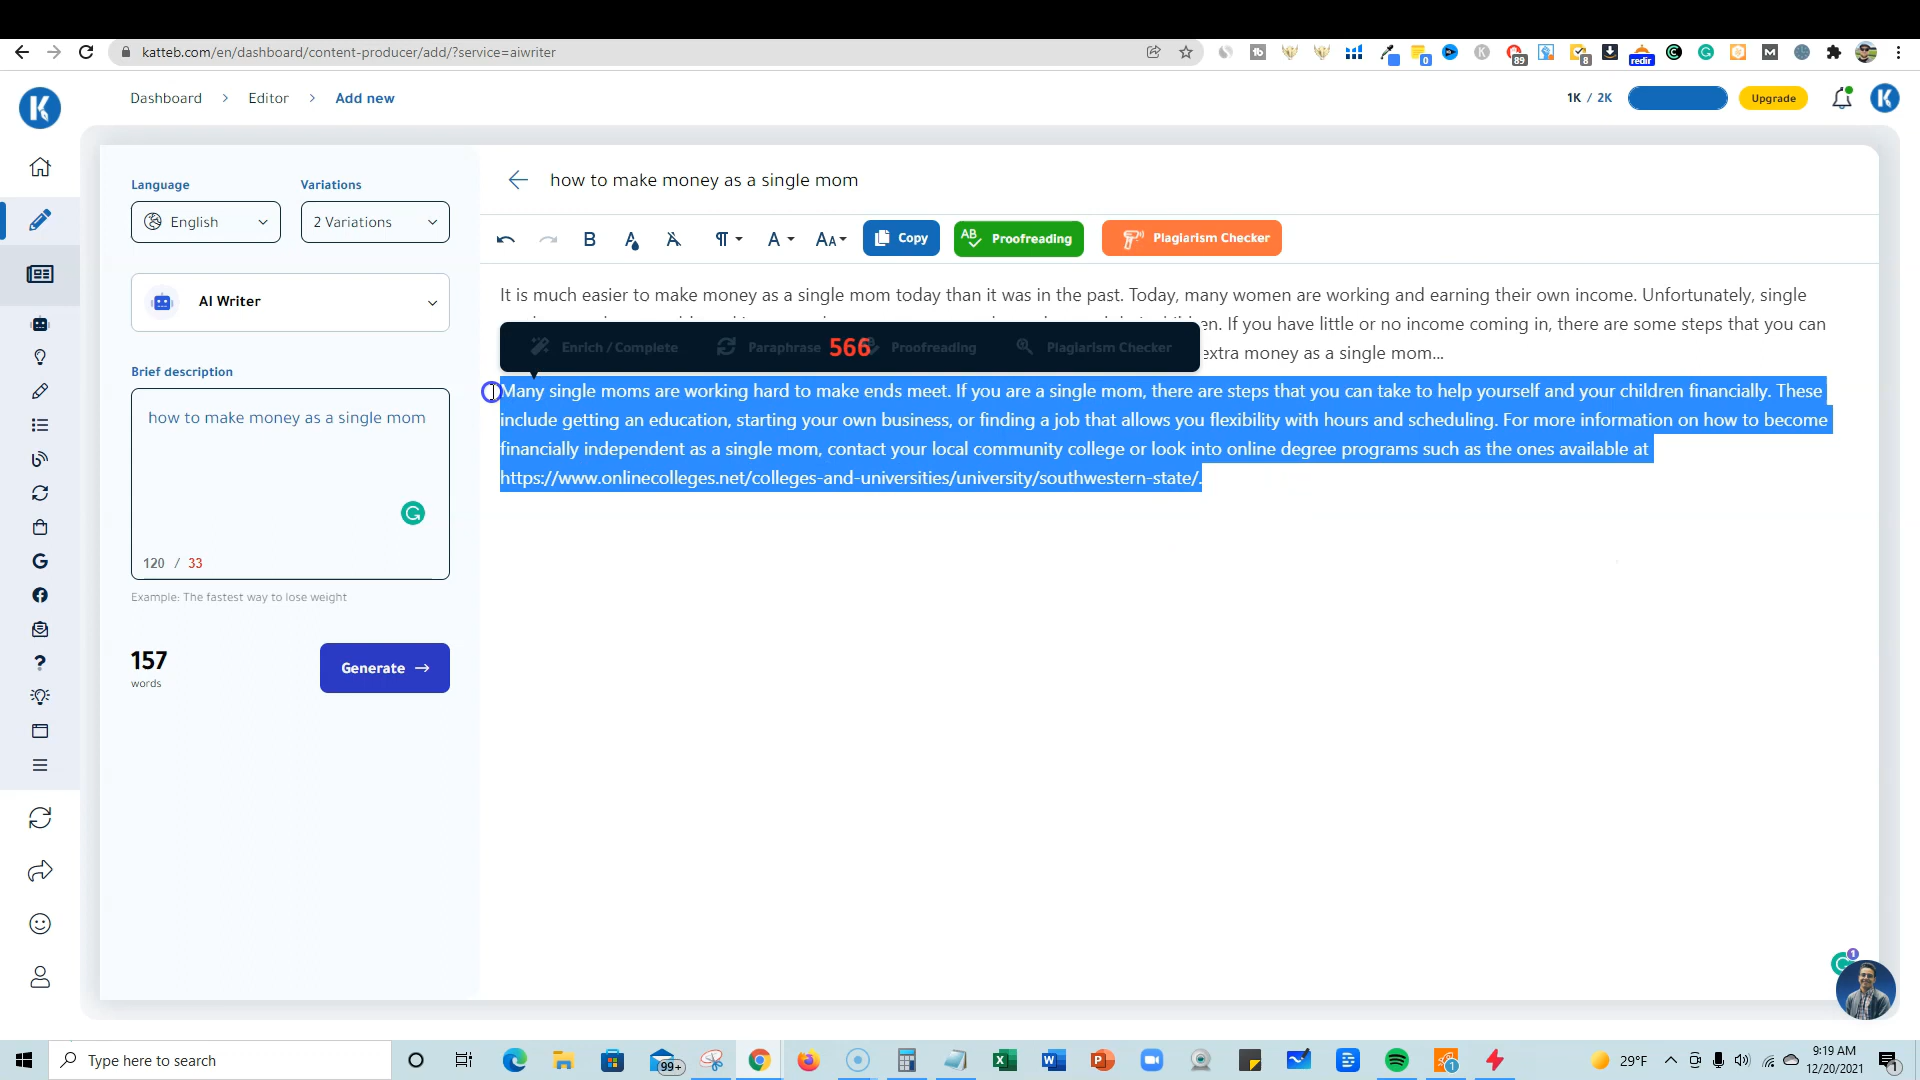 katteb.com/en/dashboard/content-producer/add/?service=aiwriter
89
0
8
redir
Dashboard > Editor > Add new
1K / 2K
Upgrade
Language
Variations
English
2 Variations
AI Writer
Brief description
how to make money as a single mom
120 / 33
Example: The fastest way to lose weight
157
words
Generate
how to make money as a single mom
Copy
Proofreading
Plagiarism Checker
It is much easier to make money as a single mom today than it was in the past. Today, many women are working and earning their own income. Unfortunately, single
If you have little or no income coming in, there are some steps that you can
extra money as a single mom...
Enrich / Complete
Paraphrase
566
Proofreading
Plagiarism Checker
Many single moms are working hard to make ends meet. If you are a single mom, there are steps that you can take to help yourself and your children financially. These
include getting an education, starting your own business, or finding a job that allows you flexibility with hours and scheduling. For more information on how to become
financially independent as a single mom, contact your local community college or look into online degree programs such as the ones available at
https://www.onlinecolleges.net/colleges-and-universities/university/southwestern-state/.
1
Type here to search
99+
1
29°F
9:19 AM
12/20/2021
1